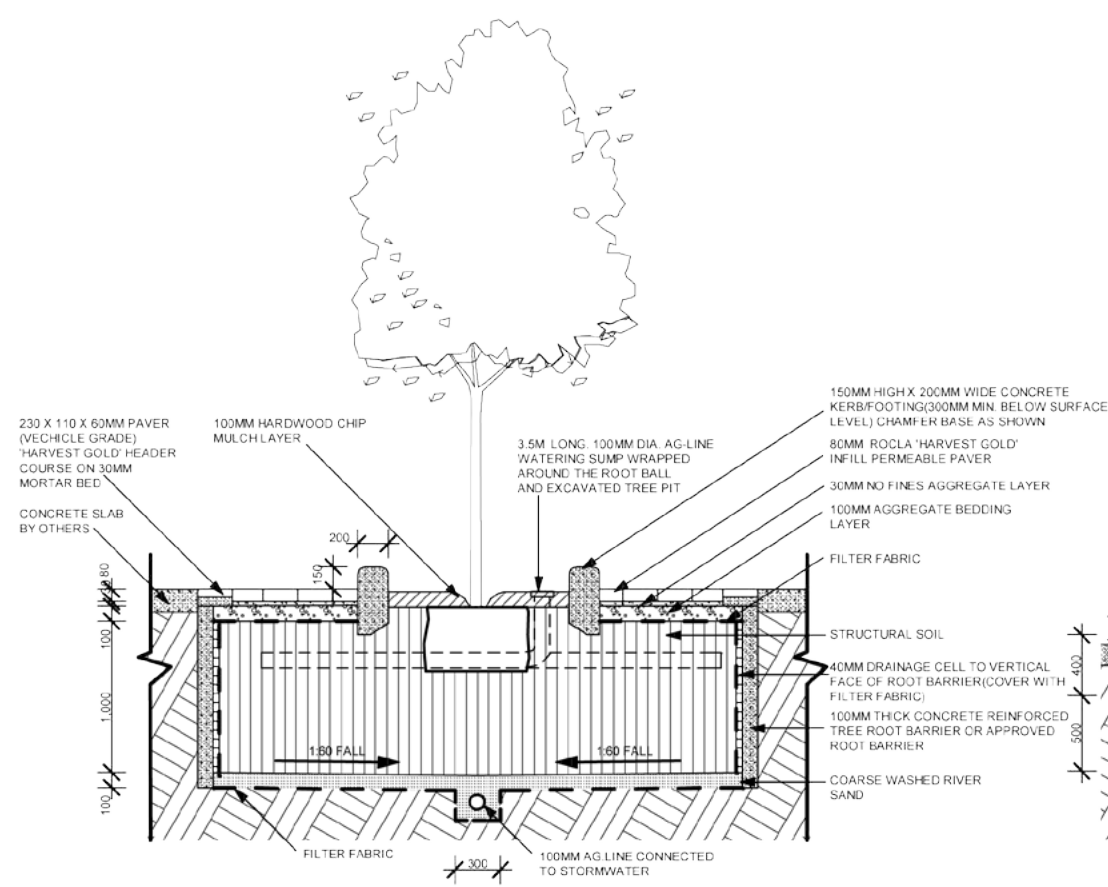 230 X 110 X 60MM PAVER
(VECHICLE GRADE)
'HARVEST GOLD' HEADER
COURSE ON 30MM
MORTAR BED
CONCRETE SLAB
BY OTHERS
100MM HARDWOOD CHIP
MULCH LAYER
3.5M LONG. 100MM DIA. AG-LINE
WATERING SUMP WRAPPED
AROUND THE ROOT BALL
AND EXCAVATED TREE PIT
150MM HIGH X 200MM WIDE CONCRETE
KERB/FOOTING(300MM MIN. BELOW SURFACE
LEVEL) CHAMFER BASE AS SHOWN
80MM ROCLA 'HARVEST GOLD'
INFILL PERMEABLE PAVER
30MM NO FINES AGGREGATE LAYER
100MM AGGREGATE BEDDING
LAYER
FILTER FABRIC
STRUCTURAL SOIL
40MM DRAINAGE CELL TO VERTICAL
FACE OF ROOT BARRIER(COVER WITH
FILTER FABRIC)
100MM THICK CONCRETE REINFORCED
TREE ROOT BARRIER OR APPROVED
ROOT BARRIER
COARSE WASHED RIVER
SAND
200
150
80
100
1,000
100
400
500
1:60 FALL
1:60 FALL
FILTER FABRIC
300
100MM AG.LINE CONNECTED
TO STORMWATER